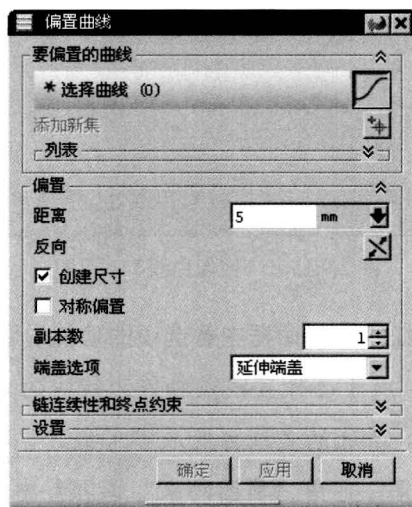 偏置曲线
要偏置的曲线
* 选择曲线 (0)
添加新集
列表
偏置
距离 5 mm
反向
创建尺寸
对称偏置
副本数 1
端盖选项 延伸端盖
链连续性和终点约束
设置
确定 应用 取消